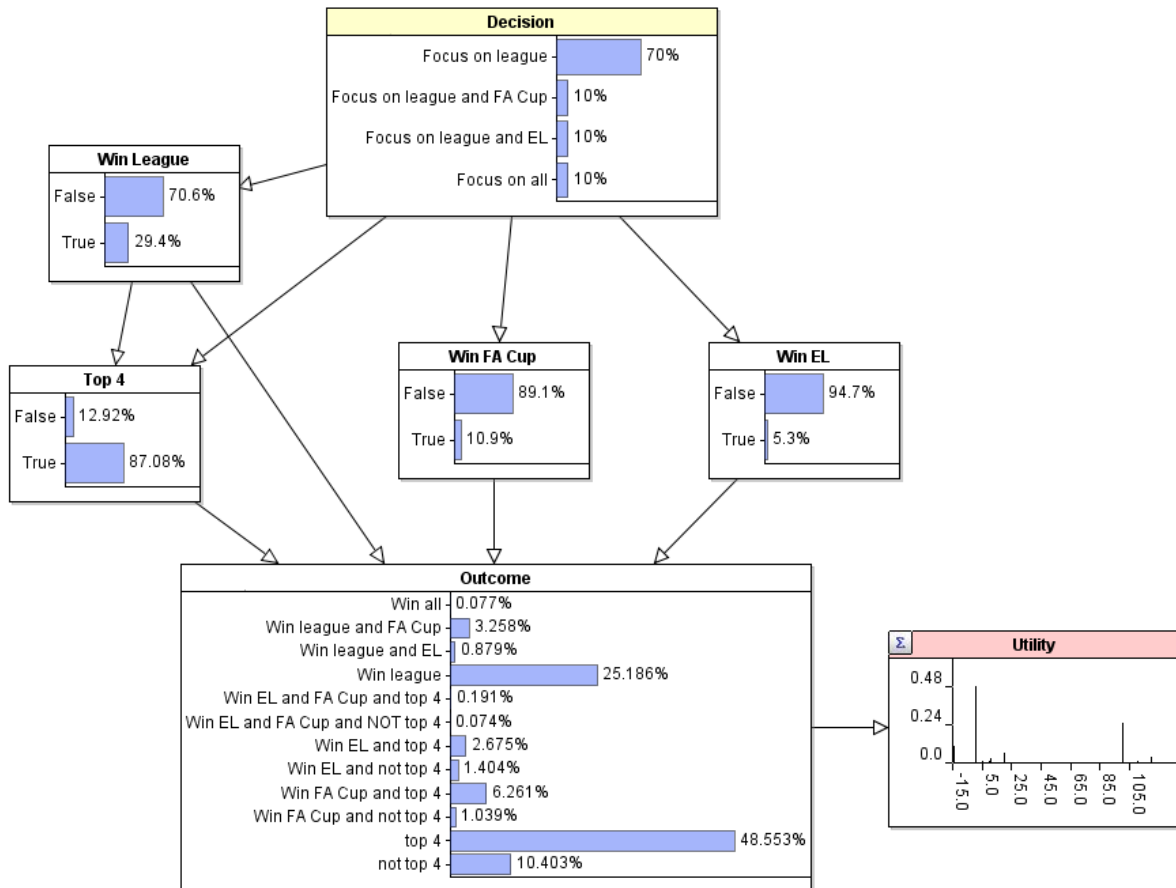 Decision
Focus on league 70%
Focus on league and FA Cup 10%
Focus on league and EL 10%
Focus on all 10%
Win League
False 70.6%
True 29.4%
Top 4
False 12.92%
True 87.08%
Win FA Cup
False 89.1%
True 10.9%
Win EL
False 94.7%
True 5.3%
Outcome
Win all 0.077%
Win league and FA Cup 3.258%
Win league and EL 0.879%
Win league 25.186%
Win EL and FA Cup and top 4 0.191%
Win EL and FA Cup and NOT top 4 0.074%
Win EL and top 4 2.675%
Win EL and not top 4 1.404%
Win FA Cup and top 4 6.261%
Win FA Cup and not top 4 1.039%
top 4 48.553%
not top 4 10.403%
Σ Utility
0.48
0.24
0.0
-15.0 5.0 25.0 45.0 65.0 85.0 105.0